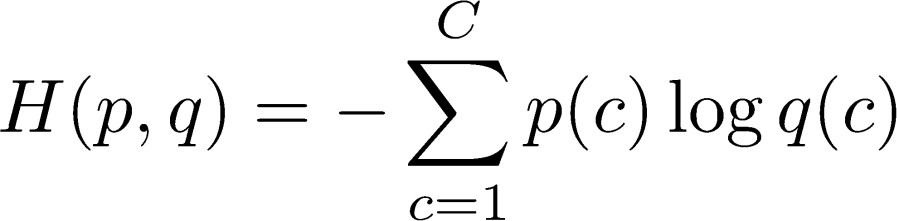 H(p, q) = -\sum_{c=1}^{C} p(c) \log q(c)